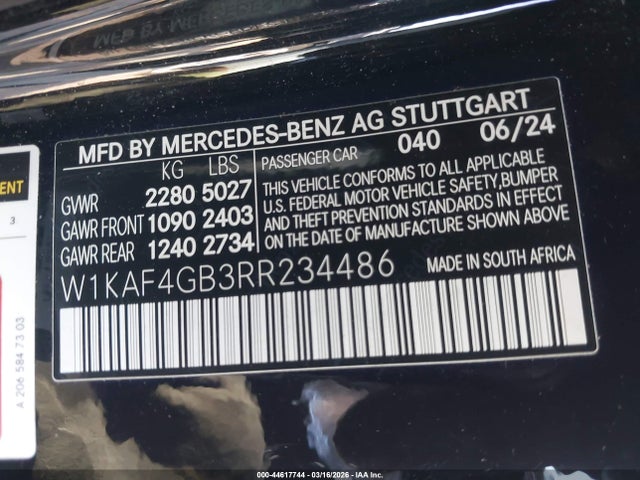 MFD BY MERCEDES-BENZ AG STUTTGART
KG LBS PASSENGER CAR 040 06/24
GVWR 2280 5027
GAWR FRONT 1090 2403
GAWR REAR 1240 2734
THIS VEHICLE CONFORMS TO ALL APPLICABLE
U.S. FEDERAL MOTOR VEHICLE SAFETY, BUMPER
AND THEFT PREVENTION STANDARDS IN EFFECT
ON THE DATE OF MANUFACTURE SHOWN ABOVE
W1KAF4GB3RR234486 MADE IN SOUTH AFRICA
3
A 206 584 73 03
000-44617744 - 03/16/2026 - IAA Inc.